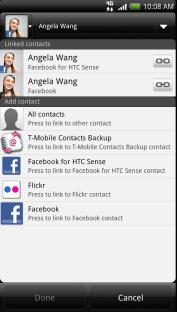 4G 10:08 AM
Angela Wang
Linked contacts
Angela Wang
Facebook for HTC Sense
Angela Wang
Facebook
Add contact
All contacts
Press to link to other contact
T-Mobile Contacts Backup
Press to link to T-Mobile Contacts Backup contact
Facebook for HTC Sense
Press to link to Facebook for HTC Sense contact
Flickr
Press to link to Flickr contact
Facebook
Press to link to Facebook contact
Done
Cancel